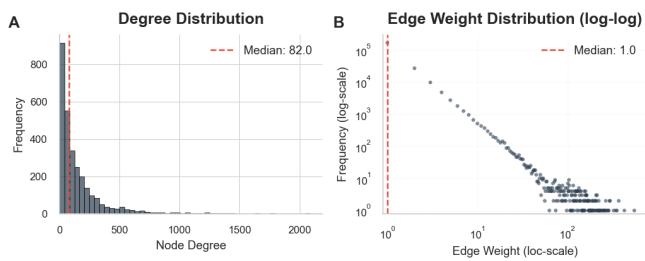 A
Degree Distribution
Median: 82.0
Frequency
800
600
400
200
0
0
500
1000
1500
2000
Node Degree
B
Edge Weight Distribution (log-log)
Median: 1.0
Frequency (log-scale)
10^5
10^4
10^3
10^2
10^1
10^0
10^0
10^1
10^2
Edge Weight (loc-scale)